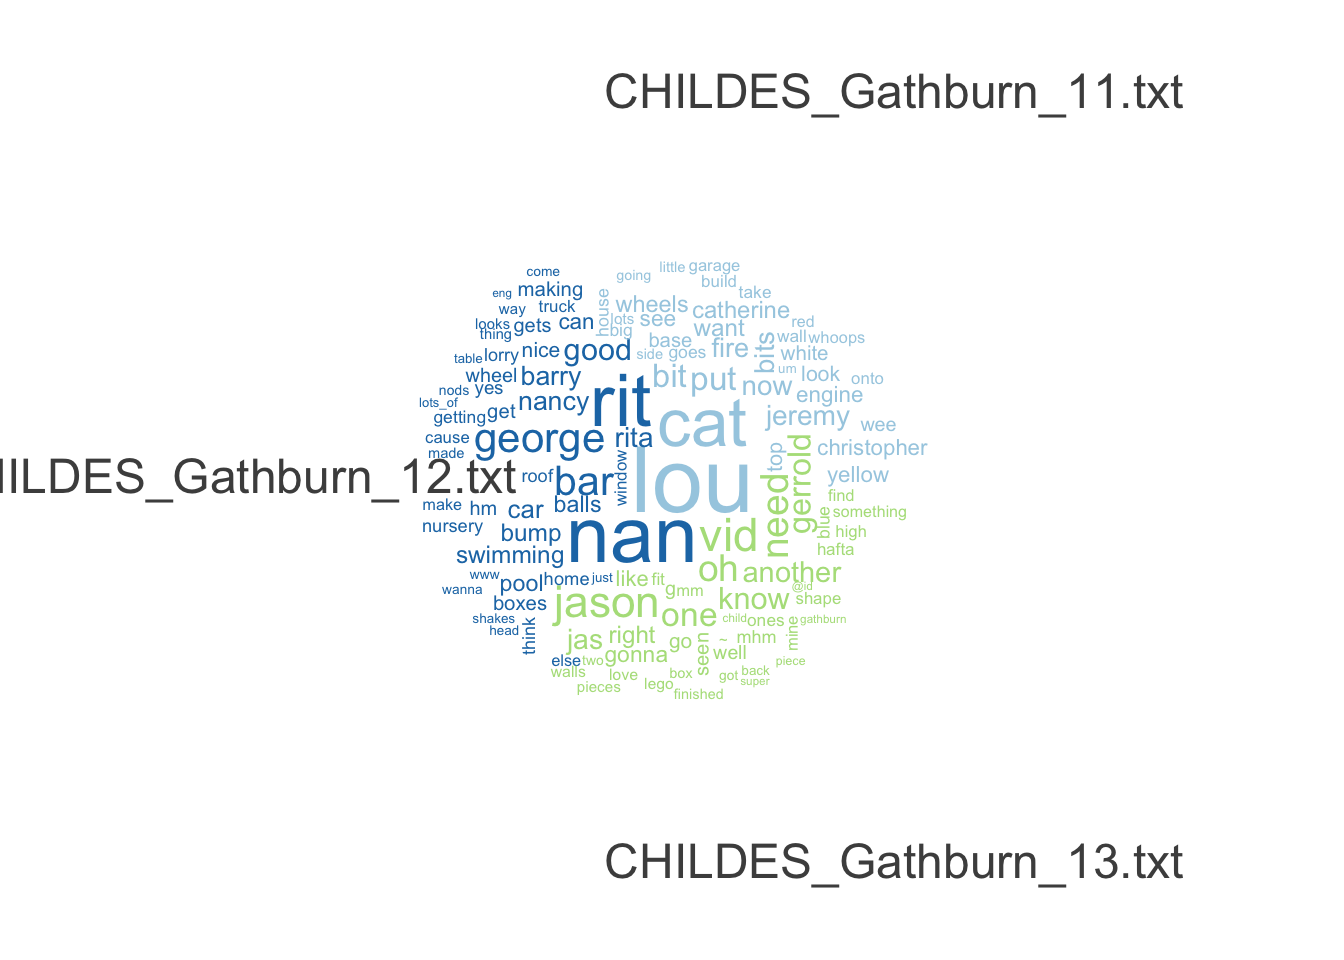 CHILDES_Gathburn_11.txt
come
little garage
going
build
eng making
take
house
way truck
wheels catherine
looks gets can
lots see want
red
thing
big
wall whoops
base
bits
nice good
side goes fire
white
table lorry
um look onto
wheel barry
bit put now
engine
nods yes
rit
lots_of
nancy
cat
jeremy
getting get
wee
cause george rita
christopher
made
top
gerrold
ILDES_Gathburn_12.txt
roof bar
window
lou
need
yellow
find
make hm car balls
blue
something
nursery
bump
nan
vid
high
swimming
hafta
oh another
www pool home just like fit
wanna
gmm
@id
boxes
jason one know shape
shakes
child ones gathburn
head
think
jas right go
seen
~ mhm
mine
else two gonna
well
piece
walls
love box
got back
super
pieces lego
finished
CHILDES_Gathburn_13.txt